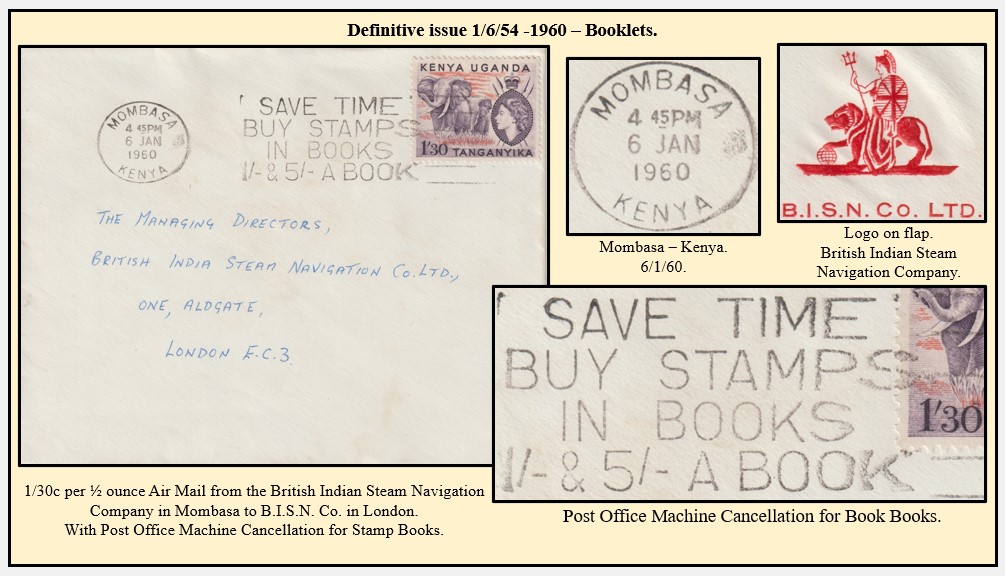 Definitive issue 1/6/54 -1960 – Booklets.
MOMBASA
4 45PM
6 JAN
1960
KENYA
SAVE TIME
BUY STAMPS
IN BOOKS
1/- & 5/- A BOOK
KENYA UGANDA
1'30 TANGANYIKA
THE MANAGING DIRECTORS,
BRITISH INDIA STEAM NAVIGATION CO. LTD.,
ONE, ALDGATE,
LONDON E.C.3.
1/30c per ½ ounce Air Mail from the British Indian Steam Navigation
Company in Mombasa to B.I.S.N. Co. in London.
With Post Office Machine Cancellation for Stamp Books.
MOMBASA
4 45PM
6 JAN
1960
KENYA
Mombasa – Kenya.
6/1/60.
B.I.S.N. CO. LTD.
Logo on flap.
British Indian Steam
Navigation Company.
SAVE TIME
BUY STAMPS
IN BOOKS
1/- & 5/- A BOOK
1'30
Post Office Machine Cancellation for Book Books.